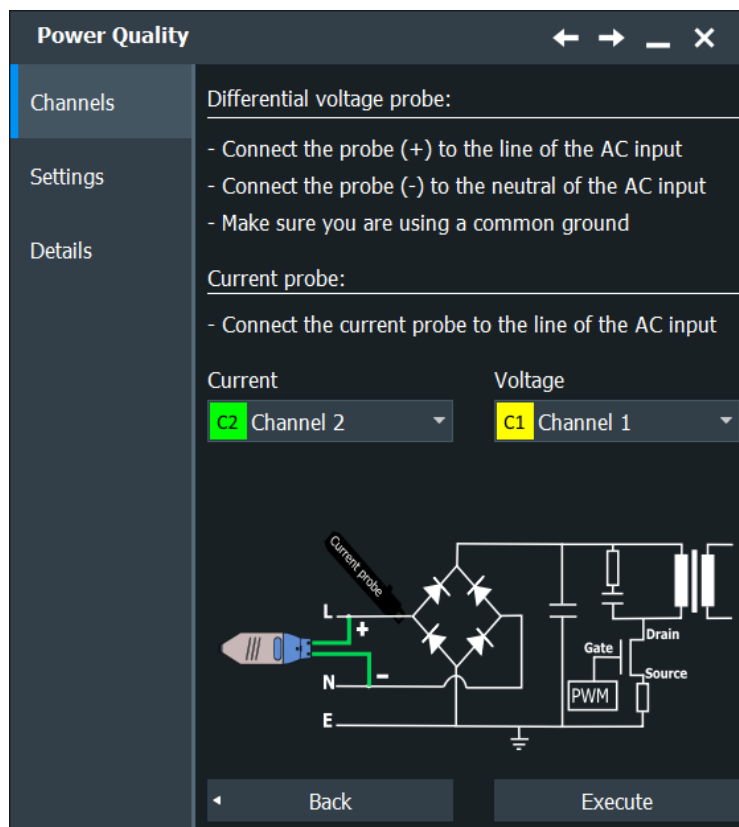 Power Quality
Channels
Settings
Details
Differential voltage probe:
- Connect the probe (+) to the line of the AC input
- Connect the probe (-) to the neutral of the AC input
- Make sure you are using a common ground
Current probe:
- Connect the current probe to the line of the AC input
Current Voltage
C2 Channel 2 C1 Channel 1
Current probe
L
+
-
N
E
Gate
Drain
Source
PWM
Back Execute